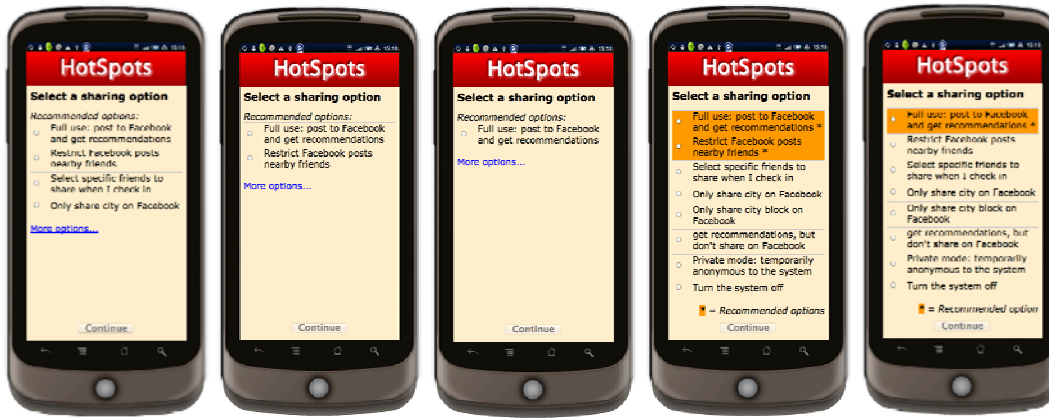 HotSpots
Select a sharing option
Recommended options:
Full use: post to Facebook
and get recommendations
Restrict Facebook posts
nearby friends
Select specific friends to
share when I check in
Only share city on Facebook
More options...
Continue
HotSpots
Select a sharing option
Recommended options:
Full use: post to Facebook
and get recommendations
Restrict Facebook posts
nearby friends
More options...
Continue
HotSpots
Select a sharing option
Recommended options:
Full use: post to Facebook
and get recommendations
More options...
Continue
HotSpots
Select a sharing option
Full use: post to Facebook
and get recommendations *
Restrict Facebook posts
nearby friends *
Select specific friends to
share when I check in
Only share city on Facebook
Only share city block on
Facebook
get recommendations, but
don"t share on Facebook
Private mode: temporarily
anonymous to the system
Turn the system off
* = Recommended options
Continue
HotSpots
Select a sharing option
Full use: post to Facebook
and get recommendations *
Restrict Facebook posts
nearby friends
Select specific friends to
share when I check in
Only share city on Facebook
Only share city block on
Facebook
get recommendations, but
don't share on Facebook
Private mode: temporarily
anonymous to the system
Turn the system off
* = Recommended option
Continue